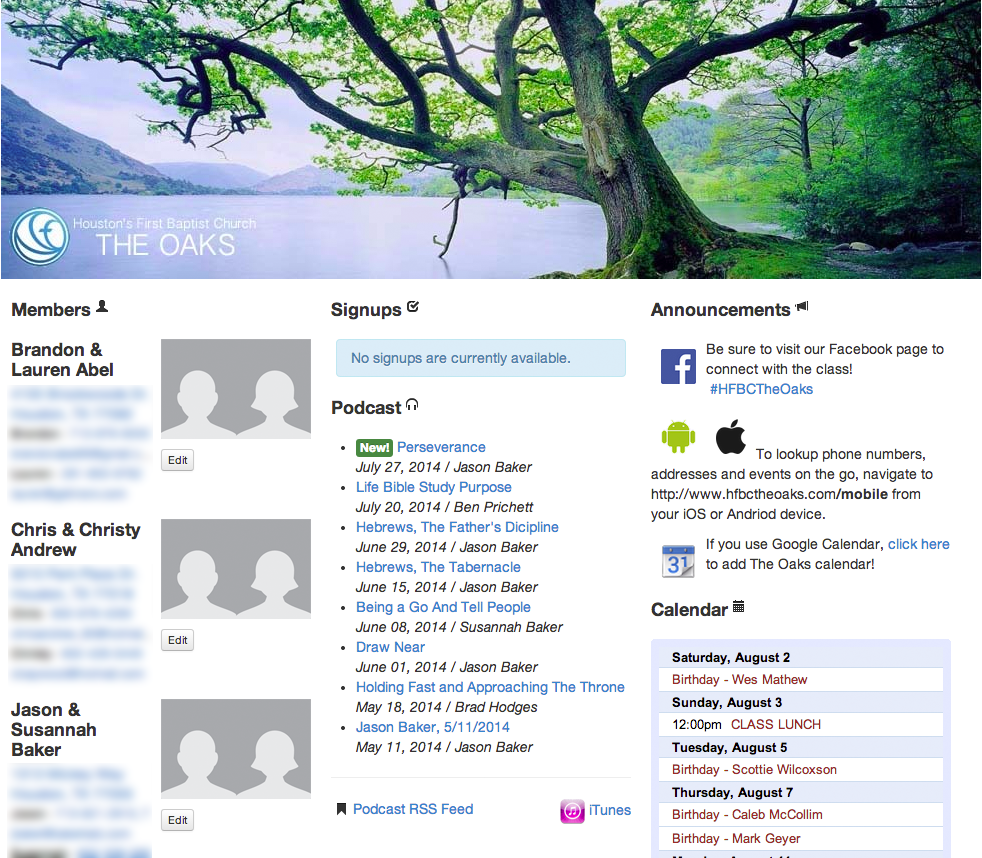 Houston's First Baptist Church
THE OAKS
Members
Brandon &
Lauren Abel
Edit
Chris & Christy
Andrew
Edit
Jason &
Susannah
Baker
Edit
Signups
No signups are currently available.
Podcast
New! Perseverance
July 27, 2014 / Jason Baker
Life Bible Study Purpose
July 20, 2014 / Ben Prichett
Hebrews, The Father's Dicipline
June 29, 2014 / Jason Baker
Hebrews, The Tabernacle
June 15, 2014 / Jason Baker
Being a Go And Tell People
June 08, 2014 / Susannah Baker
Draw Near
June 01, 2014 / Jason Baker
Holding Fast and Approaching The Throne
May 18, 2014 / Brad Hodges
Jason Baker, 5/11/2014
May 11, 2014 / Jason Baker
Podcast RSS Feed
iTunes
Announcements
Be sure to visit our Facebook page to
connect with the class!
#HFBCTheOaks
To lookup phone numbers,
addresses and events on the go, navigate to
http://www.hfbctheoaks.com/mobile from
your iOS or Andriod device.
31
If you use Google Calendar, click here
to add The Oaks calendar!
Calendar
Saturday, August 2
Birthday - Wes Mathew
Sunday, August 3
12:00pm CLASS LUNCH
Tuesday, August 5
Birthday - Scottie Wilcoxson
Thursday, August 7
Birthday - Caleb McCollim
Birthday - Mark Geyer